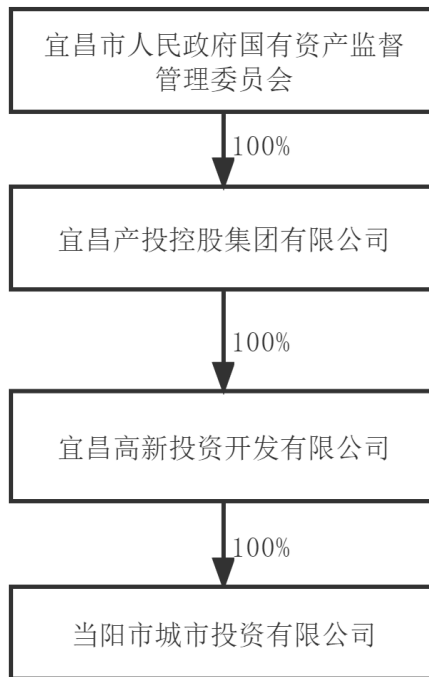 宜昌市人民政府国有资产监督
管理委员会
100%
宜昌产投控股集团有限公司
100%
宜昌高新投资开发有限公司
100%
当阳市城市投资有限公司